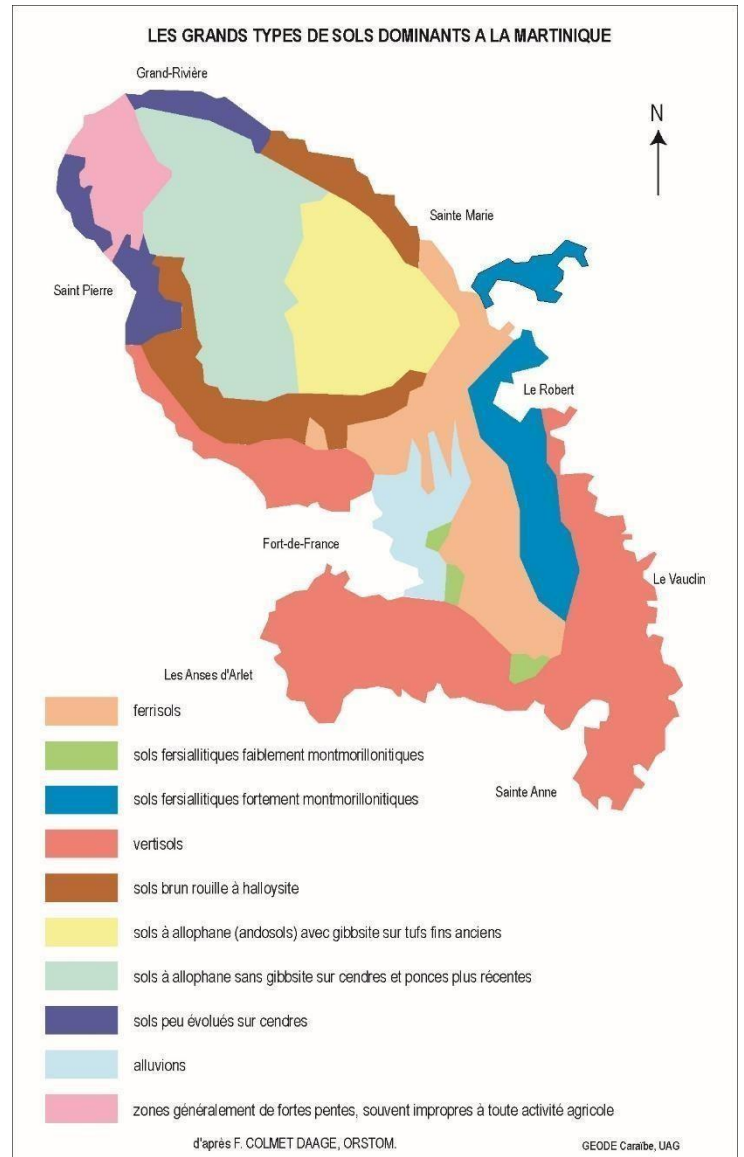 LES GRANDS TYPES DE SOLS DOMINANTS A LA MARTINIQUE
Grand-Rivière
N
Sainte Marie
Saint Pierre
Le Robert
Fort-de-France
Le Vauclin
Les Anses d'Arlet
Sainte Anne
ferrisols
sols fersiallitiques faiblement montmorillonitiques
sols fersiallitiques fortement montmorillonitiques
vertisols
sols brun rouille à halloysite
sols à allophane (andosols) avec gibbsite sur tufs fins anciens
sols à allophane sans gibbsite sur cendres et ponces plus récentes
sols peu évolués sur cendres
alluvions
zones généralement de fortes pentes, souvent impropres à toute activité agricole
d'après F. COLMET DAAGE, ORSTOM.
GEODE Caraïbe, UAG